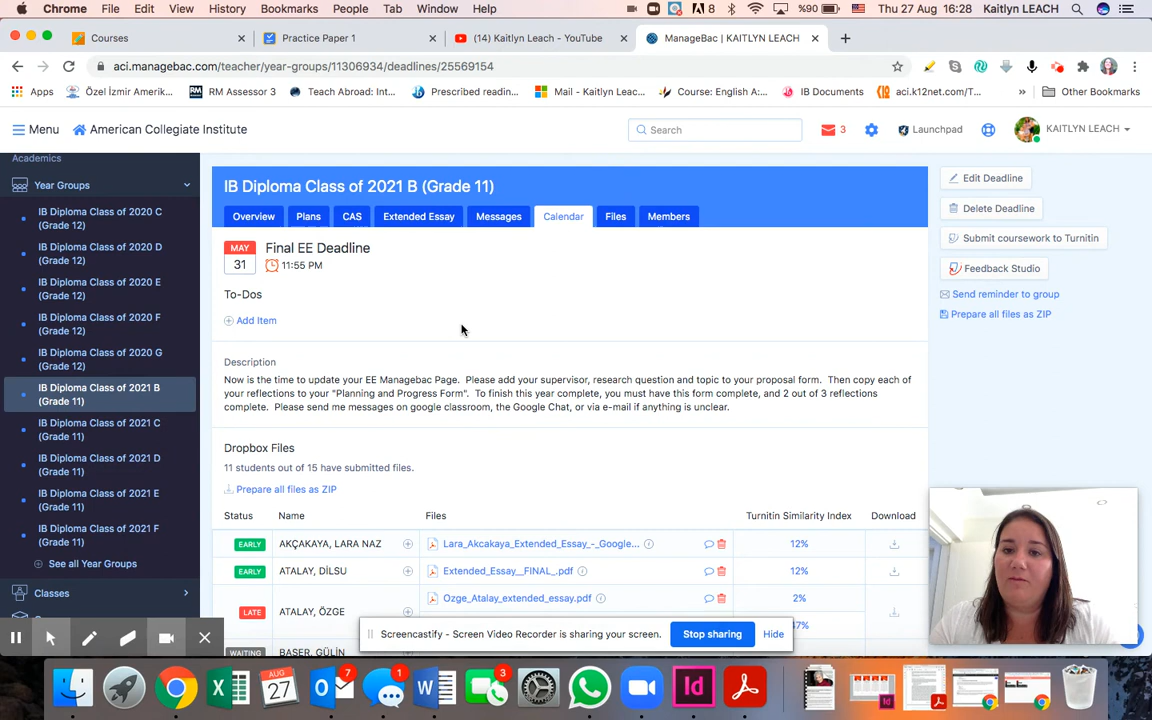 Chrome File Edit View History Bookmarks People Tab Window Help 8 %90 Thu 27 Aug 16:28 Kaitlyn LEACH
Courses Practice Paper 1 (14) Kaitlyn Leach - YouTube ManageBac | KAITLYN LEACH
aci.managebac.com/teacher/year-groups/11306934/deadlines/25569154
Apps Özel İzmir Amerik... RM Assessor 3 Teach Abroad: Int... Prescribed readin... Mail - Kaitlyn Leac... Course: English A:... IB Documents aci.k12net.com/T... » Other Bookmarks
Menu American Collegiate Institute Search 3 Launchpad KAITLYN LEACH
Academics
Year Groups
IB Diploma Class of 2020 C
(Grade 12)
IB Diploma Class of 2020 D
(Grade 12)
IB Diploma Class of 2020 E
(Grade 12)
IB Diploma Class of 2020 F
(Grade 12)
IB Diploma Class of 2020 G
(Grade 12)
IB Diploma Class of 2021 B
(Grade 11)
IB Diploma Class of 2021 C
(Grade 11)
IB Diploma Class of 2021 D
(Grade 11)
IB Diploma Class of 2021 E
(Grade 11)
IB Diploma Class of 2021 F
(Grade 11)
See all Year Groups
Classes
IB Diploma Class of 2021 B (Grade 11)
Overview Plans CAS Extended Essay Messages Calendar Files Members
MAY
31
Final EE Deadline
11:55 PM
To-Dos
Add Item
Description
Now is the time to update your EE Managebac Page. Please add your supervisor, research question and topic to your proposal form. Then copy each of
your reflections to your "Planning and Progress Form". To finish this year complete, you must have this form complete, and 2 out of 3 reflections
complete. Please send me messages on google classroom, the Google Chat, or via e-mail if anything is unclear.
Dropbox Files
11 students out of 15 have submitted files.
Prepare all files as ZIP
Status Name Files Turnitin Similarity Index Download
EARLY AKÇAKAYA, LARA NAZ Lara_Akcakaya_Extended_Essay_-_Google... 12%
EARLY ATALAY, DİLSU Extended_Essay__FINAL_.pdf 12%
LATE ATALAY, ÖZGE Ozge_Atalay_extended_essay.pdf 2%
WAITING BAŞER, GÜLİN
Edit Deadline
Delete Deadline
Submit coursework to Turnitin
Feedback Studio
Send reminder to group
Prepare all files as ZIP
Screencastify - Screen Video Recorder is sharing your screen. Stop sharing Hide
AUG
27
7
1
3
Id